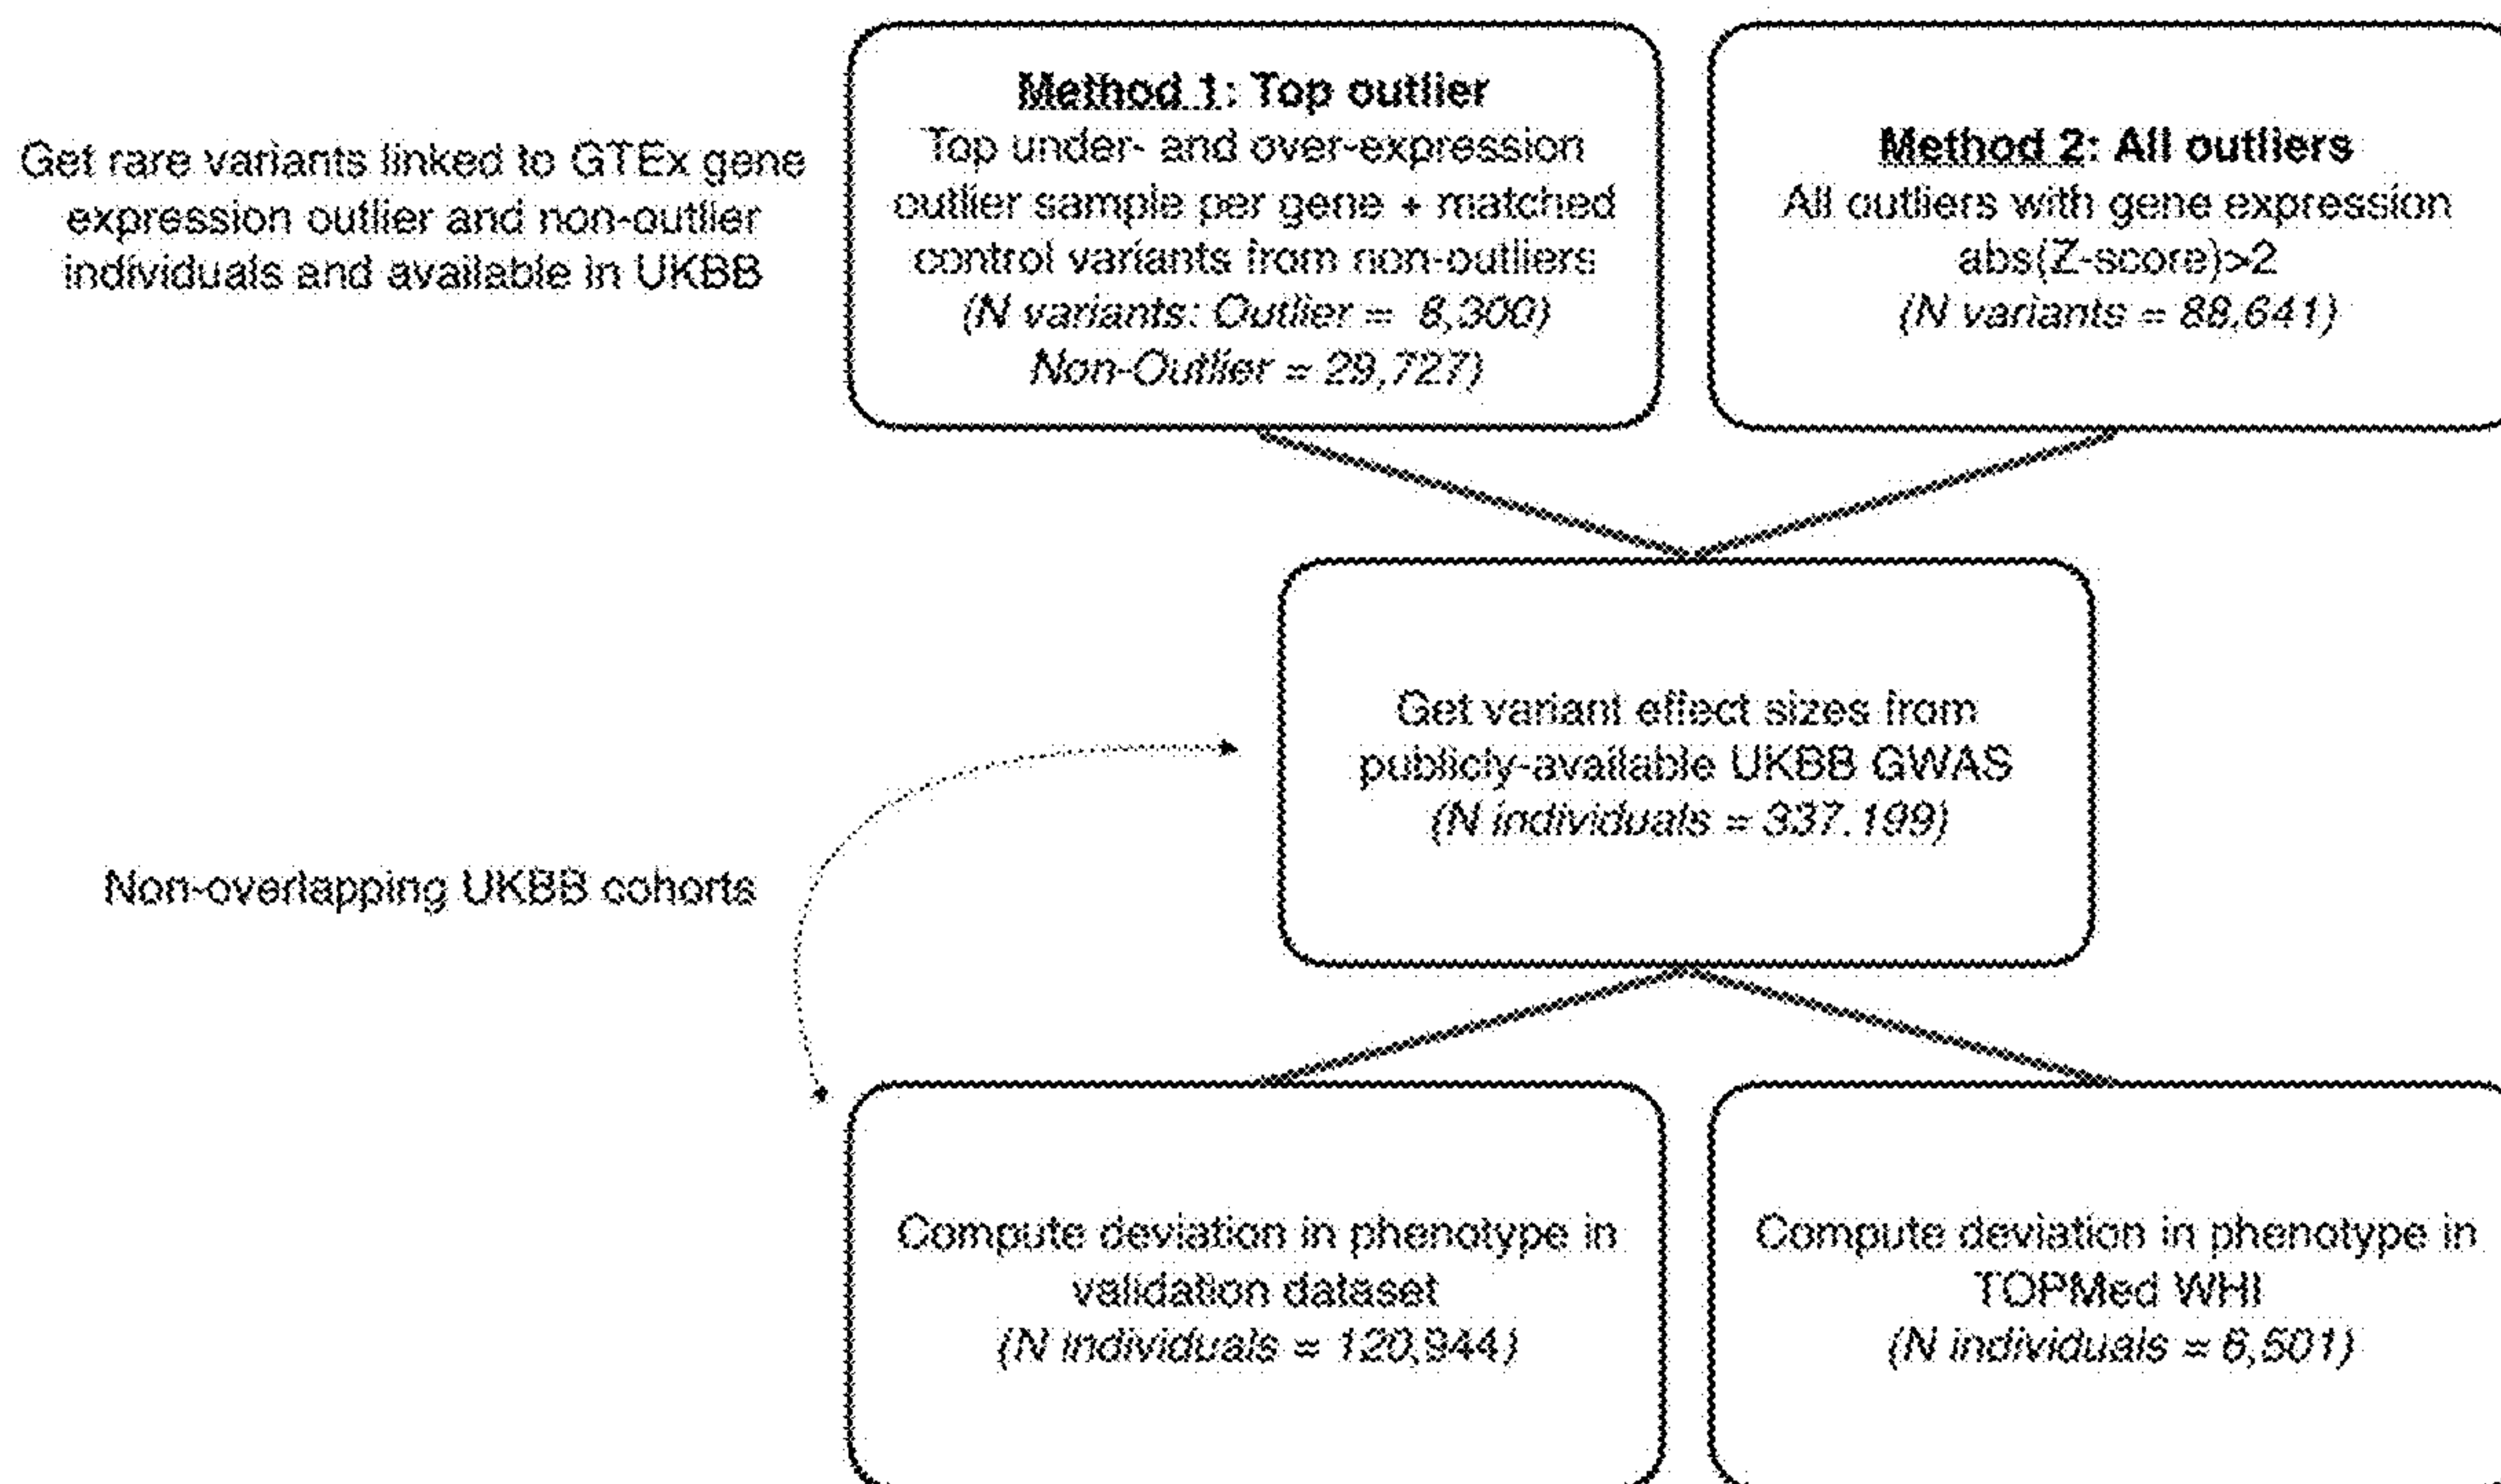 Get rare variants linked to GTEx gene
expression outlier and non-outlier
individuals and available in UKBB
Method 1: Top outlier
Top under- and over-expression
outlier sample per gene + matched
control variants from non-outliers
(N variants: Outlier = 8,300)
Non-Outlier = 29,727)
Method 2: All outliers
All outliers with gene expression
abs(Z-score)>2
(N variants = 89,641)
Get variant effect sizes from
publicly-available UKBB GWAS
(N individuals = 337.199)
Non-overlapping UKBB cohorts
Compute deviation in phenotype in
validation dataset
(N individuals = 120,944)
Compute deviation in phenotype in
TOPMed WHI
(N individuals = 6,501)